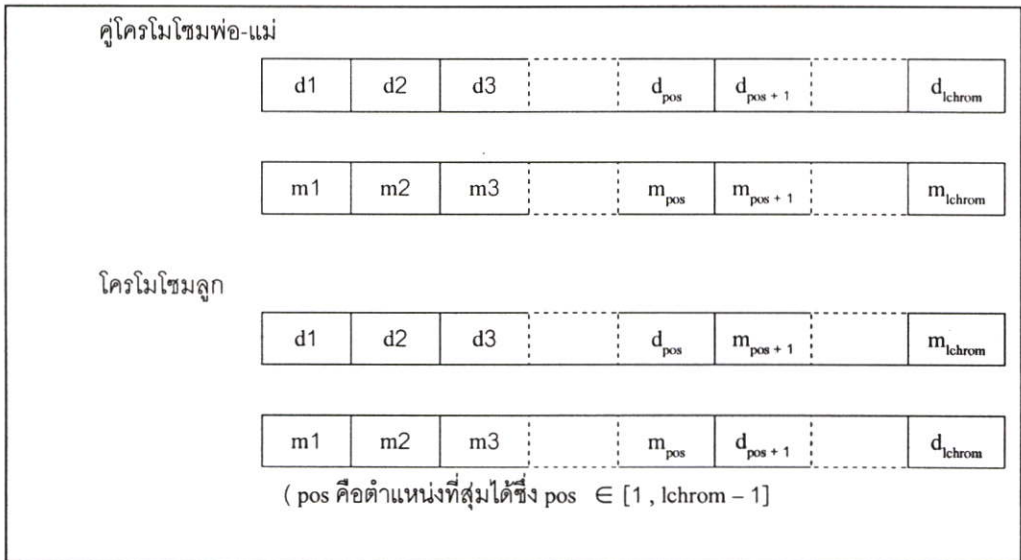 คู่โครโมโซมพ่อ-แม่
d1 d2 d3 d_pos d_pos + 1 d_lchrom
m1 m2 m3 m_pos m_pos + 1 m_lchrom
โครโมโซมลูก
d1 d2 d3 d_pos m_pos + 1 m_lchrom
m1 m2 m3 m_pos d_pos + 1 d_lchrom
( pos คือตำแหน่งที่สุ่มได้ซึ่ง pos ∈ [1 , lchrom – 1]